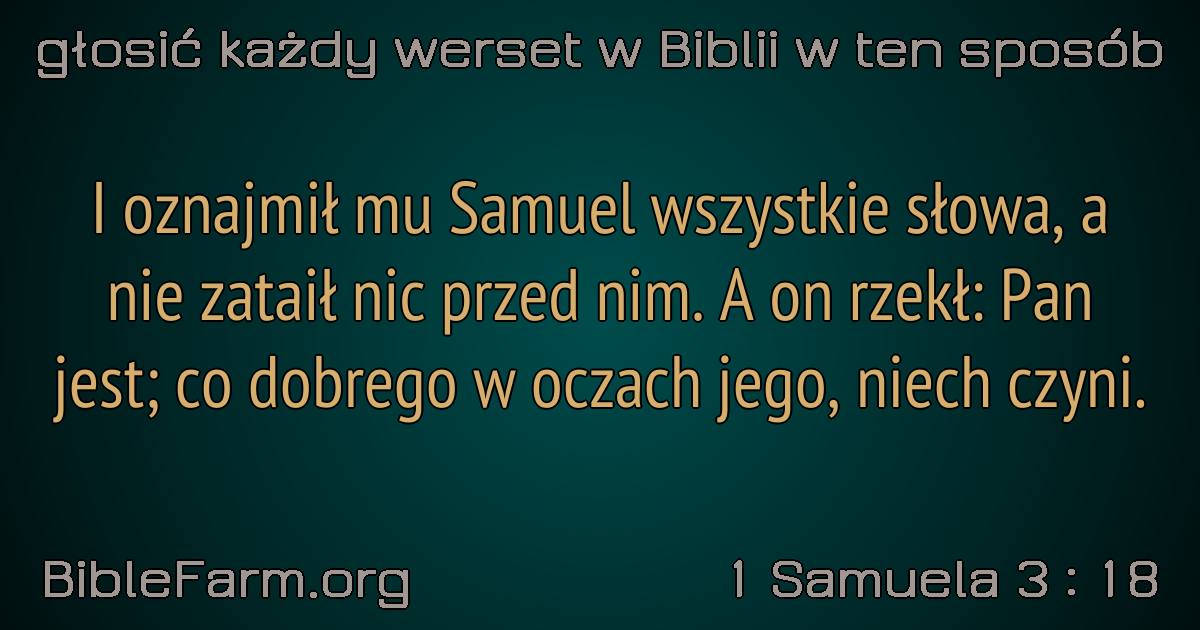 głosić każdy werset w Biblii w ten sposób
I oznajmił mu Samuel wszystkie słowa, a
nie zataił nic przed nim. A on rzekł: Pan
jest; co dobrego w oczach jego, niech czyni.
BibleFarm.org
1 Samuela 3 : 18